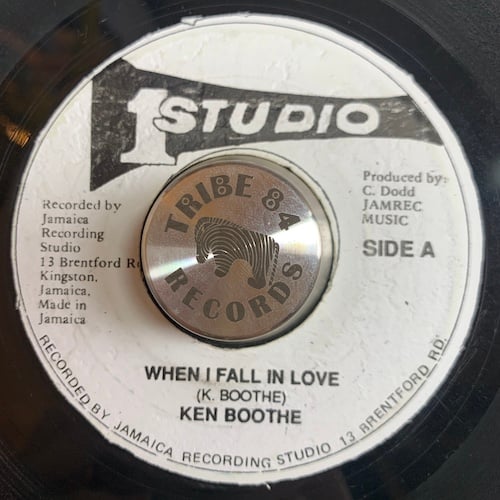 1 STUDIO
Recorded by
Jamaica
Recording
Studio
13 Brentford Rd
Kingston,
Jamaica,
Made in
Jamaica
TRIBE 84
RECORDS
Produced by:
C. Dodd
JAMREC
MUSIC
SIDE A
WHEN I FALL IN LOVE
(K. BOOTHE)
KEN BOOTHE
RECORDED BY JAMAICA RECORDING STUDIO 13 BRENTFORD RD.